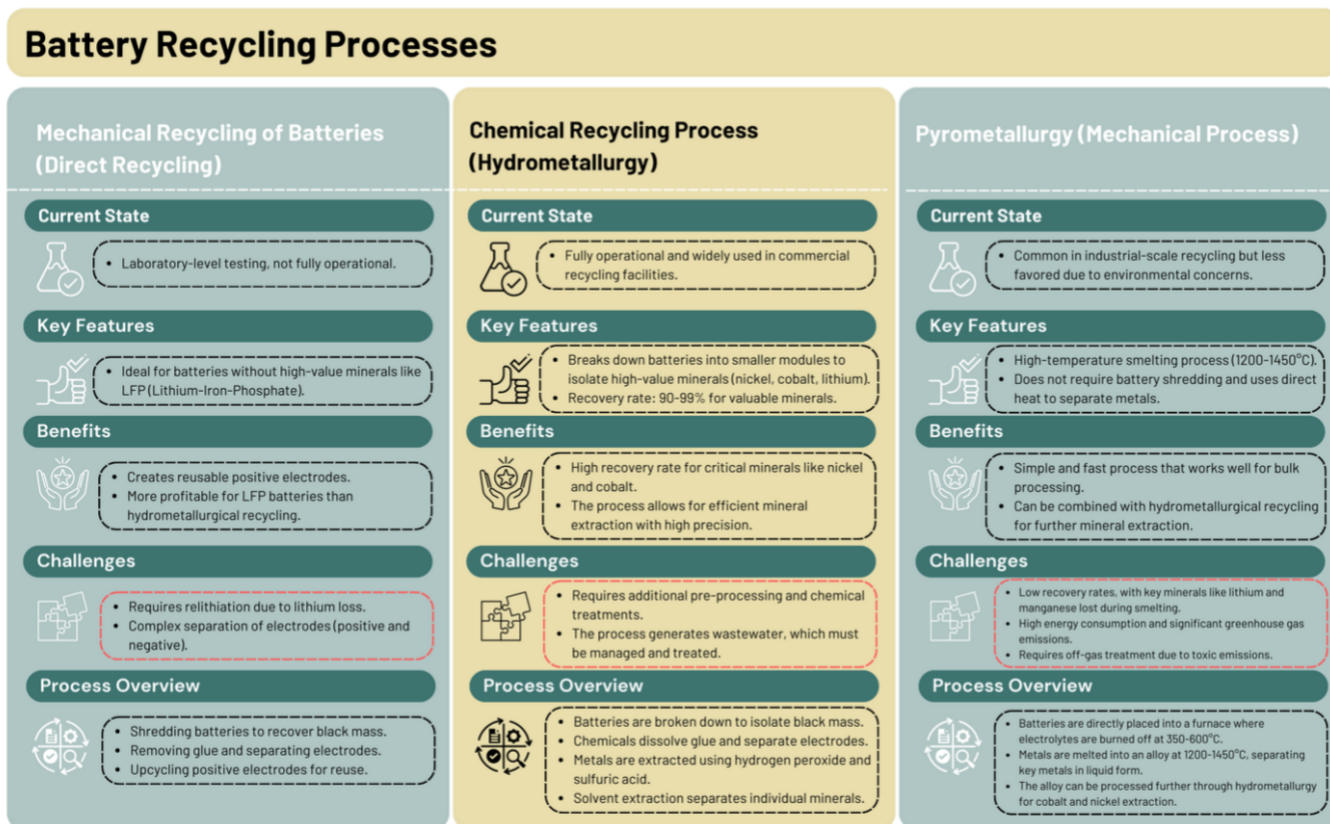 Battery Recycling Processes
Mechanical Recycling of Batteries
(Direct Recycling)
Current State
• Laboratory-level testing, not fully operational.
Key Features
• Ideal for batteries without high-value minerals like
LFP (Lithium-Iron-Phosphate).
Benefits
• Creates reusable positive electrodes.
• More profitable for LFP batteries than
hydrometallurgical recycling.
Challenges
• Requires relithiation due to lithium loss.
• Complex separation of electrodes (positive and
negative).
Process Overview
• Shredding batteries to recover black mass.
• Removing glue and separating electrodes.
• Upcycling positive electrodes for reuse.
Chemical Recycling Process
(Hydrometallurgy)
Current State
• Fully operational and widely used in commercial
recycling facilities.
Key Features
• Breaks down batteries into smaller modules to
isolate high-value minerals (nickel, cobalt, lithium).
• Recovery rate: 90-99% for valuable minerals.
Benefits
• High recovery rate for critical minerals like nickel
and cobalt.
• The process allows for efficient mineral
extraction with high precision.
Challenges
• Requires additional pre-processing and chemical
treatments.
• The process generates wastewater, which must
be managed and treated.
Process Overview
• Batteries are broken down to isolate black mass.
• Chemicals dissolve glue and separate electrodes.
• Metals are extracted using hydrogen peroxide and
sulfuric acid.
• Solvent extraction separates individual minerals.
Pyrometallurgy (Mechanical Process)
Current State
• Common in industrial-scale recycling but less
favored due to environmental concerns.
Key Features
• High-temperature smelting process (1200-1450°C).
• Does not require battery shredding and uses direct
heat to separate metals.
Benefits
• Simple and fast process that works well for bulk
processing.
• Can be combined with hydrometallurgical recycling
for further mineral extraction.
Challenges
• Low recovery rates, with key minerals like lithium and
manganese lost during smelting.
• High energy consumption and significant greenhouse gas
emissions.
• Requires off-gas treatment due to toxic emissions.
Process Overview
• Batteries are directly placed into a furnace where
electrolytes are burned off at 350-600°C.
• Metals are melted into an alloy at 1200-1450°C, separating
key metals in liquid form.
• The alloy can be processed further through hydrometallurgy
for cobalt and nickel extraction.